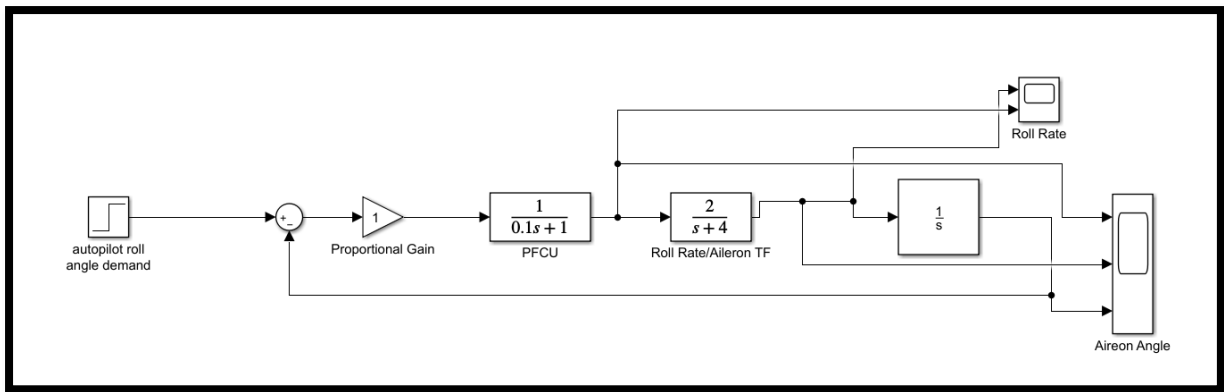 Roll Rate
autopilot roll
angle demand
+
−
1
Proportional Gain
1
0.1s + 1
PFCU
2
s + 4
Roll Rate/Aileron TF
1
s
Aireon Angle